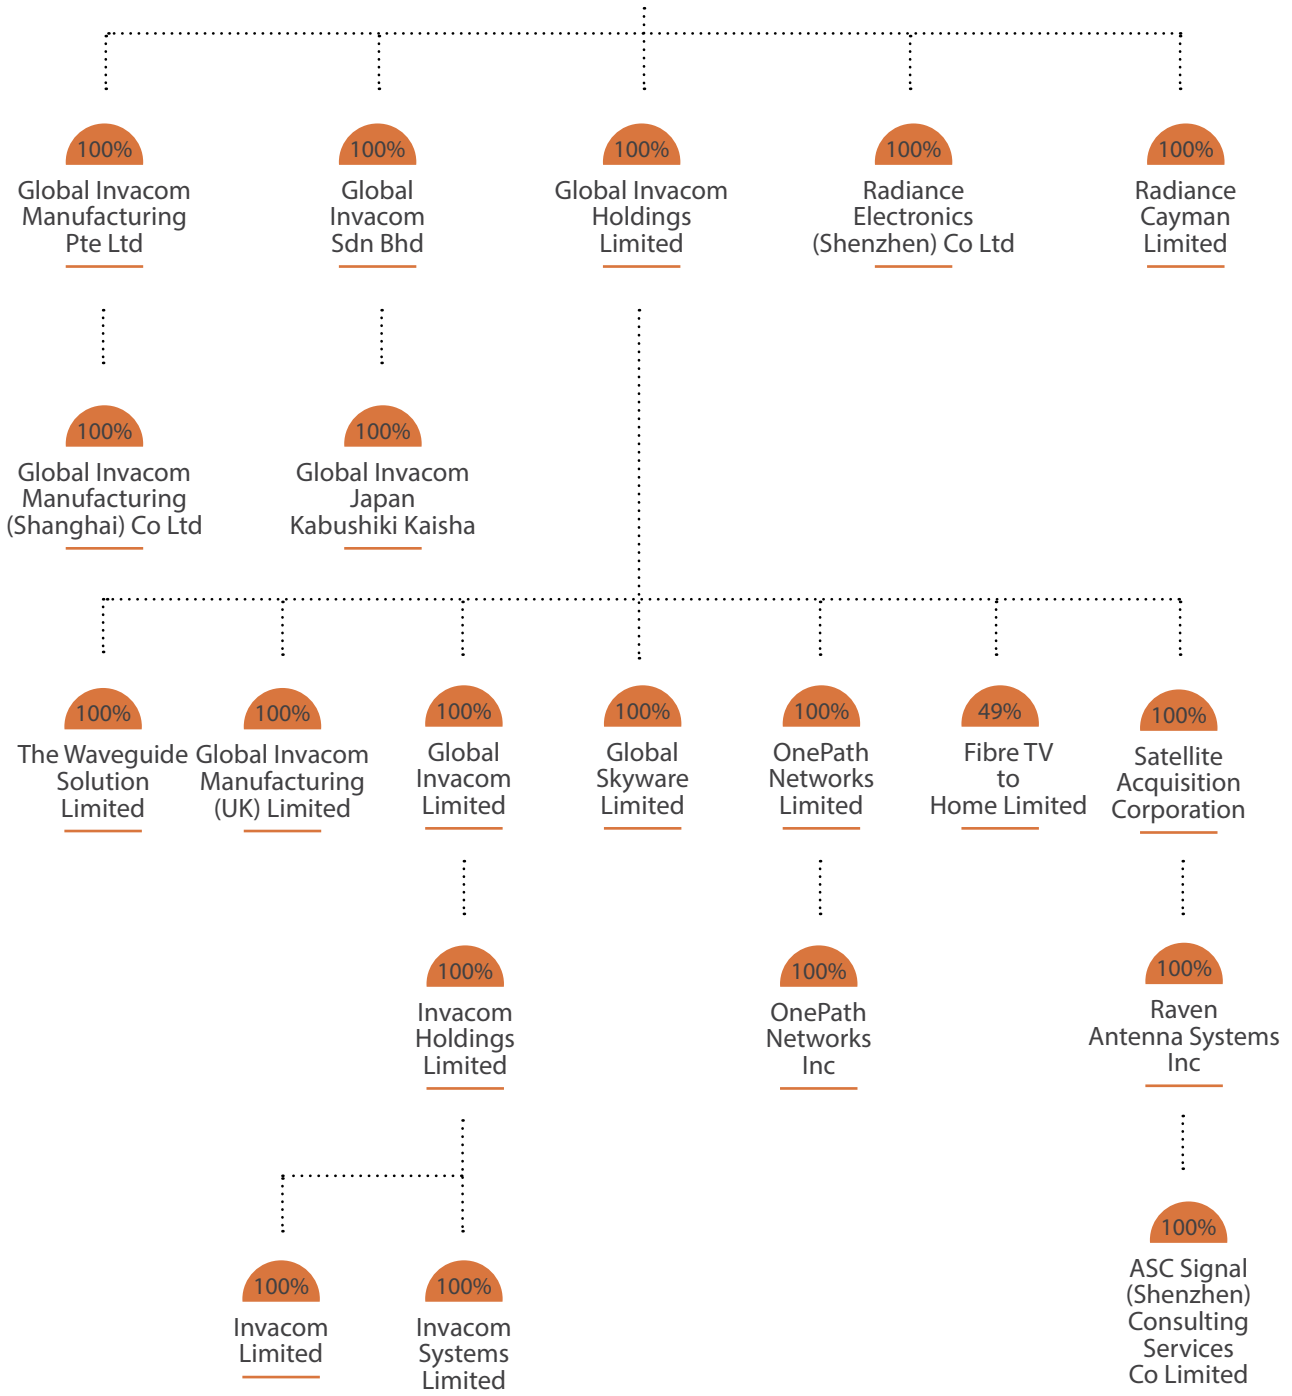 100%
Global Invacom
Manufacturing
Pte Ltd
100%
Global
Invacom
Sdn Bhd
100%
Global Invacom
Holdings
Limited
100%
Radiance
Electronics
(Shenzhen) Co Ltd
100%
Radiance
Cayman
Limited
100%
Global Invacom
Manufacturing
(Shanghai) Co Ltd
100%
Global Invacom
Japan
Kabushiki Kaisha
100%
The Waveguide
Solution
Limited
100%
Global Invacom
Manufacturing
(UK) Limited
100%
Global
Invacom
Limited
100%
Global
Skyware
Limited
100%
OnePath
Networks
Limited
49%
Fibre TV
to
Home Limited
100%
Satellite
Acquisition
Corporation
100%
Invacom
Holdings
Limited
100%
OnePath
Networks
Inc
100%
Raven
Antenna Systems
Inc
100%
Invacom
Limited
100%
Invacom
Systems
Limited
100%
ASC Signal
(Shenzhen)
Consulting
Services
Co Limited